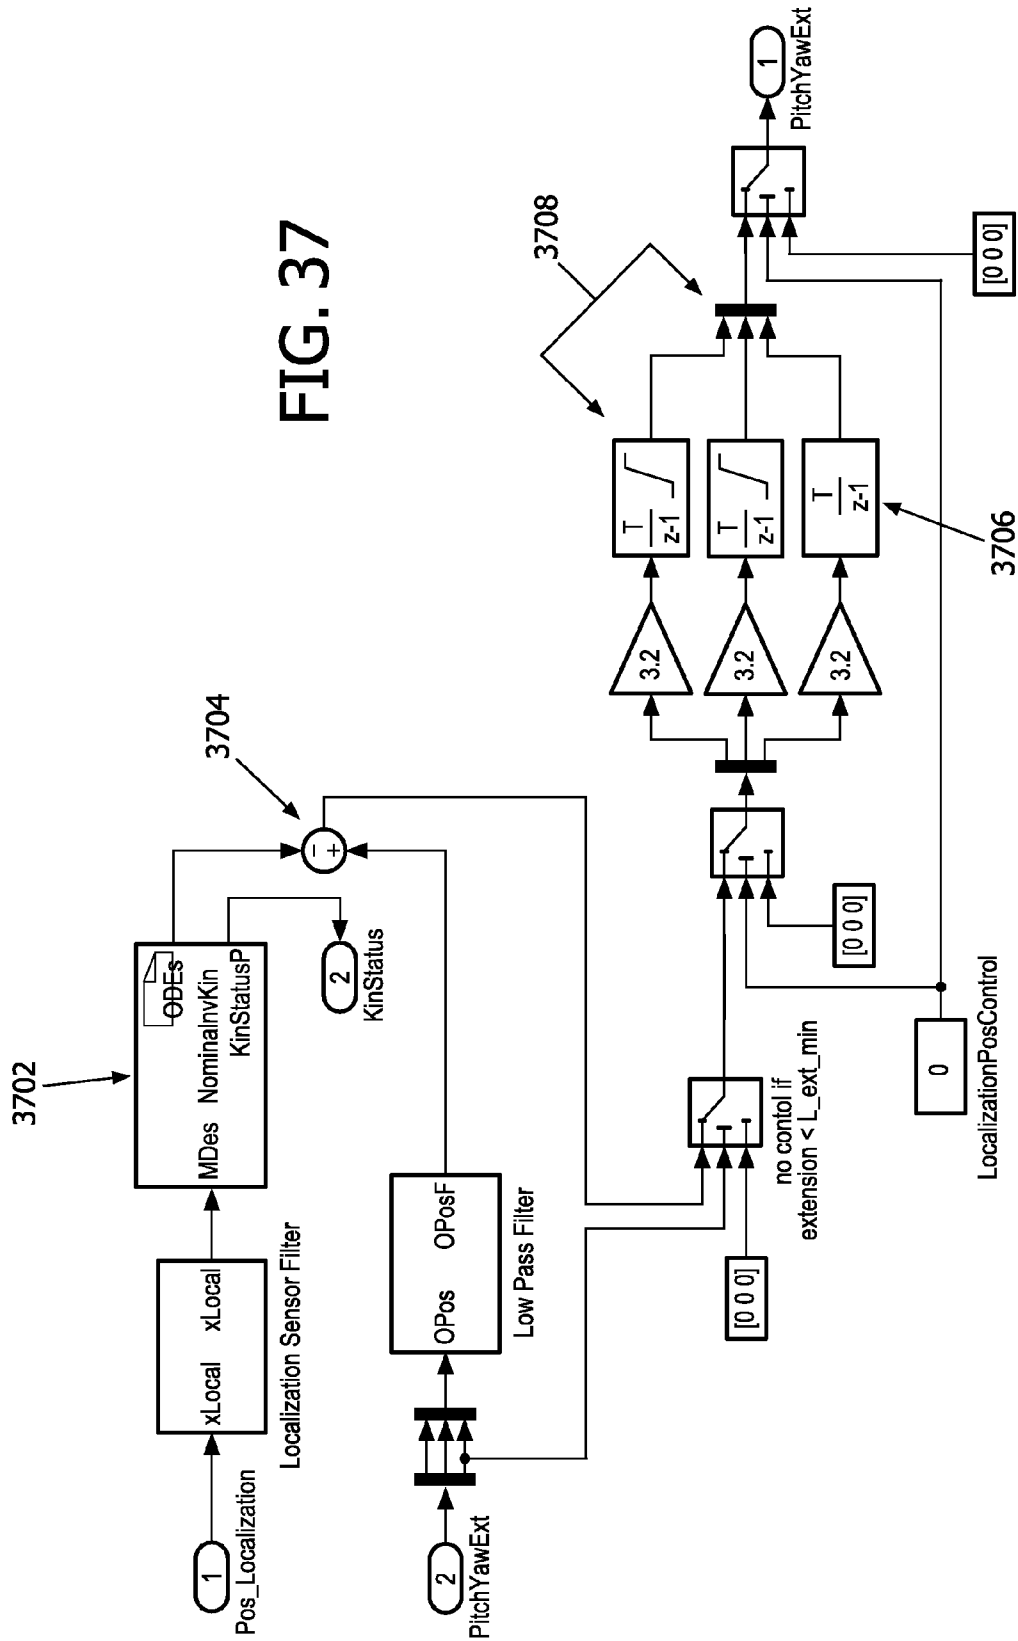 FIG. 37
3702
3704
3708
3706
1
Pos_Localization
xLocal xLocal
Localization Sensor Filter
ODEs
MDes NominalInvKin
KinStatusP
2
KinStatus
-
+
2
PitchYawExt
OPos OPosF
Low Pass Filter
[0 0 0]
no contol if
extension < L_ext_min
[0 0 0]
0
LocalizationPosControl
3.2
3.2
3.2
T
z-1
T
z-1
T
z-1
[0 0 0]
1
PitchYawExt